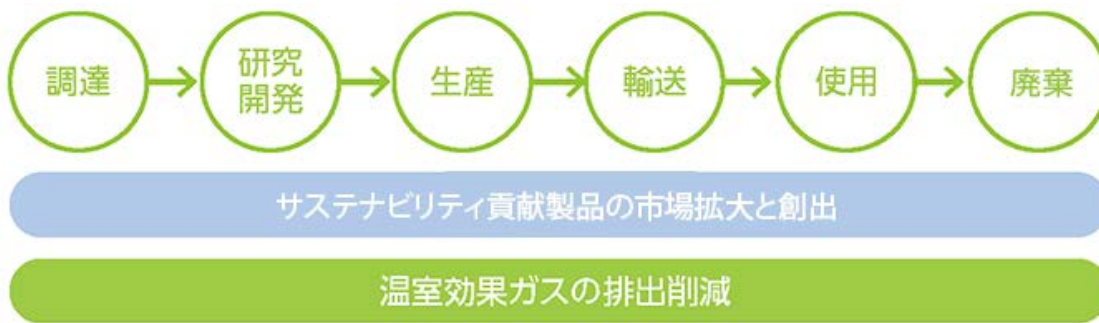 調達
研究
開発
生産
輸送
使用
廃棄
サステナビリティ貢献製品の市場拡大と創出
温室効果ガスの排出削減